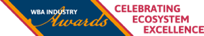 WBA INDUSTRY
Awards
CELEBRATING
ECOSYSTEM
EXCELLENCE